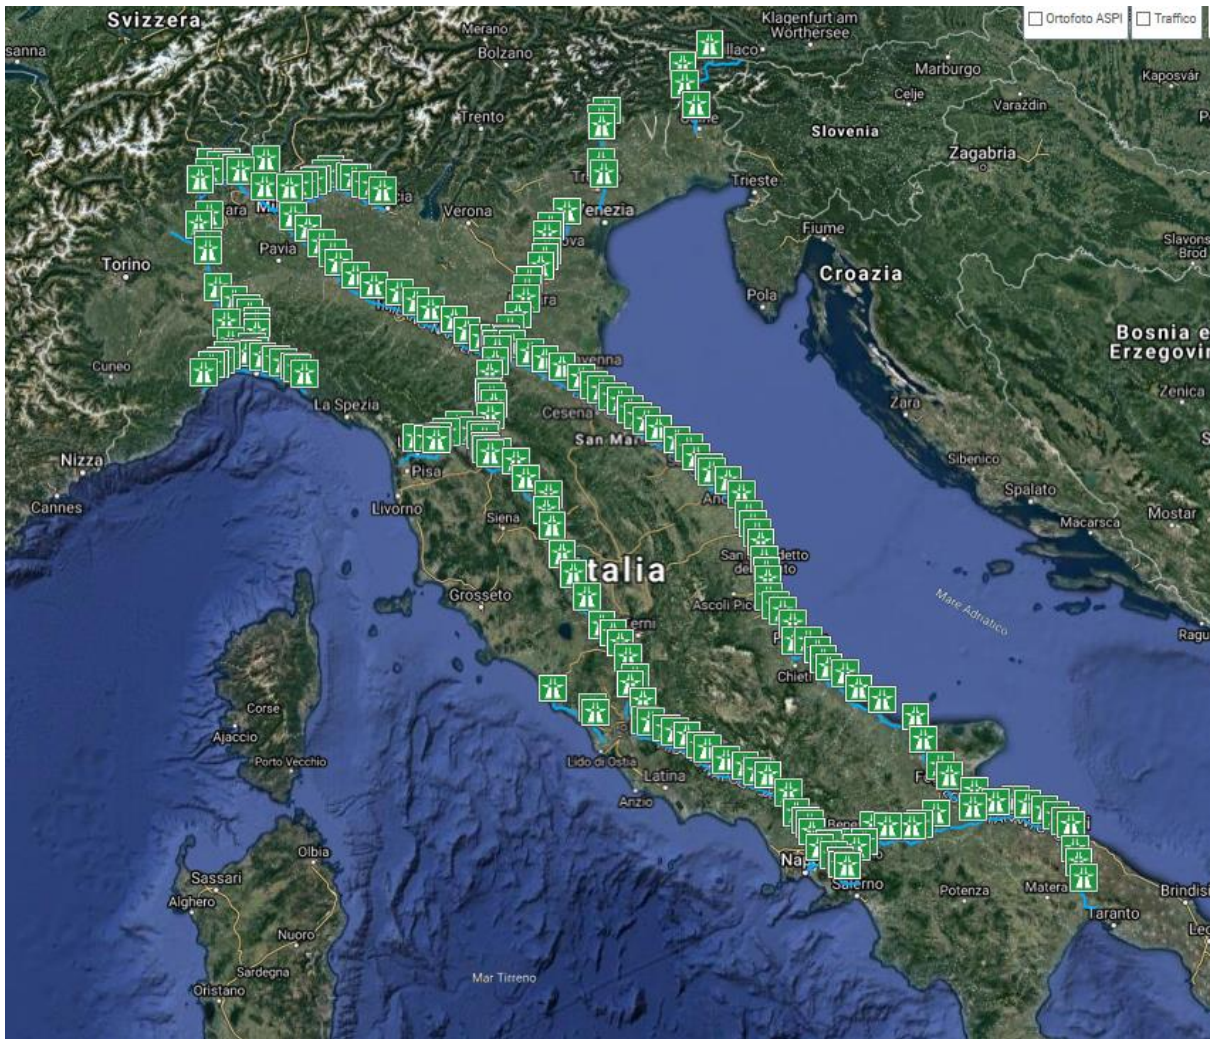 Svizzera
Merano
Klagenfurt am
Wörthersee
Ortofoto ASPI
Traffico
Bolzano
Marburgo
Kaposvár
Celje
Varaždin
Trento
Slovenia
Zagabria
Trieste
Verona
Venezia
Fiume
Pavia
Torino
Croazia
Pola
Bosnia e
Cuneo
Zenica
La Spezia
Cesena
Zara
Nizza
Pisa
Sibenico
Cannes
Spalato
Livorno
Siena
Macarsca
Mostar
Grosseto
Mare Adriatico
Chieti
Corse
Ajaccio
Porto Vecchio
Lido di Ostia
Latina
Anzio
Olbia
Sassari
Salerno
Potenza
Matera
Alghero
Taranto
Nuoro
Sardegna
Mar Tirreno
Oristano